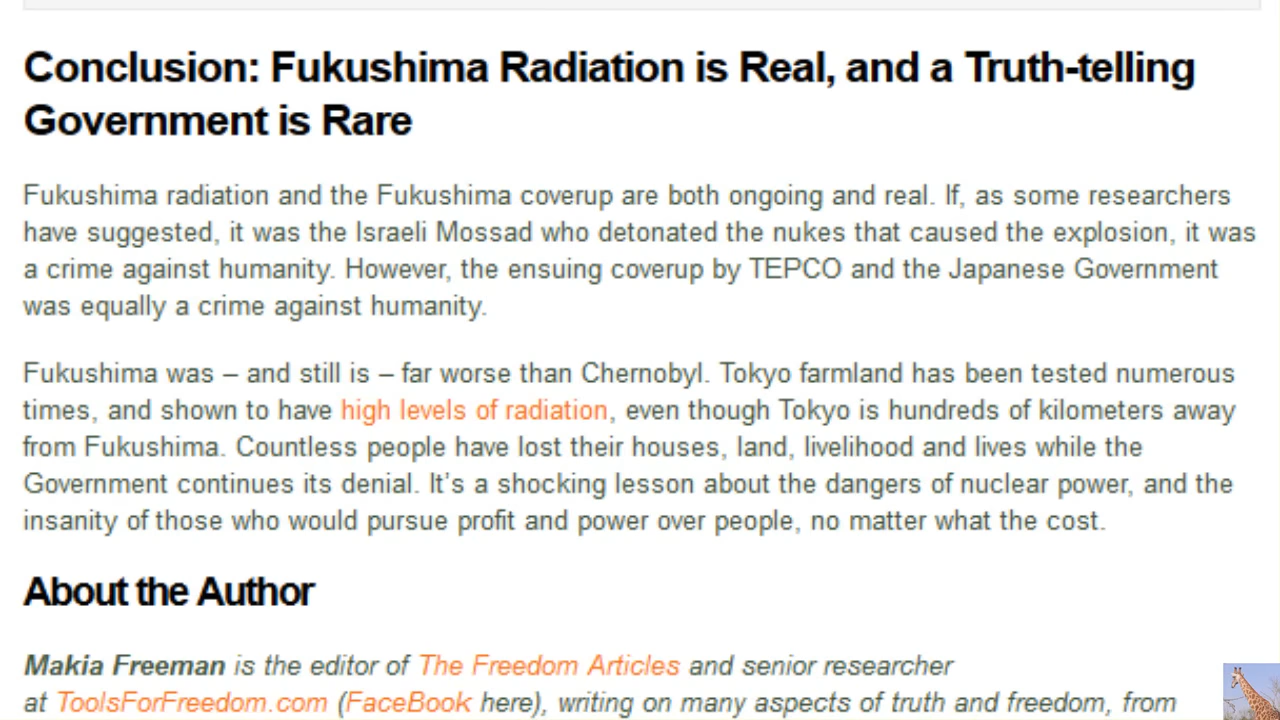 Conclusion: Fukushima Radiation is Real, and a Truth-telling
Government is Rare
Fukushima radiation and the Fukushima coverup are both ongoing and real. If, as some researchers
have suggested, it was the Israeli Mossad who detonated the nukes that caused the explosion, it was
a crime against humanity. However, the ensuing coverup by TEPCO and the Japanese Government
was equally a crime against humanity.
Fukushima was – and still is – far worse than Chernobyl. Tokyo farmland has been tested numerous
times, and shown to have high levels of radiation, even though Tokyo is hundreds of kilometers away
from Fukushima. Countless people have lost their houses, land, livelihood and lives while the
Government continues its denial. It’s a shocking lesson about the dangers of nuclear power, and the
insanity of those who would pursue profit and power over people, no matter what the cost.
About the Author
Makia Freeman is the editor of The Freedom Articles and senior researcher
at ToolsForFreedom.com (FaceBook here), writing on many aspects of truth and freedom, from